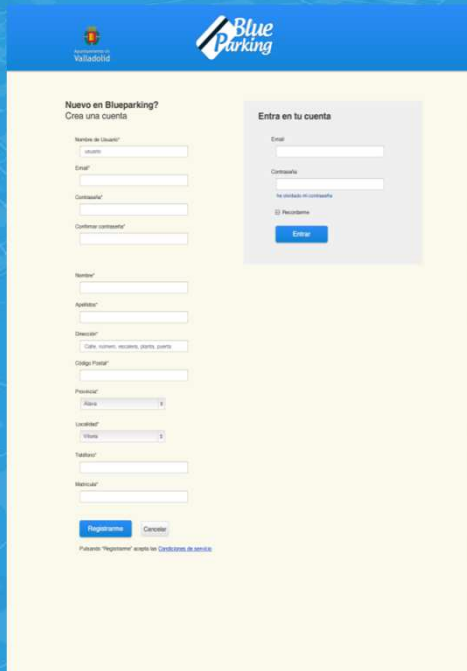 Ayuntamiento de
Valladolid
Blue
Parking
Nuevo en Blueparking?
Crea una cuenta
Nombre de Usuario*
usuario
Email*
Contraseña*
Confirmar contraseña*
Nombre*
Apellidos*
Dirección*
Calle, número, escalera, planta, puerta
Código Postal*
Provincia*
Álava
Localidad*
Vitoria
Teléfono*
Matrícula*
Registrarme
Cancelar
Pulsando "Registrarme" acepta las Condiciones de servicio
Entra en tu cuenta
Email
Contraseña
he olvidado mi contraseña
Recordarme
Entrar